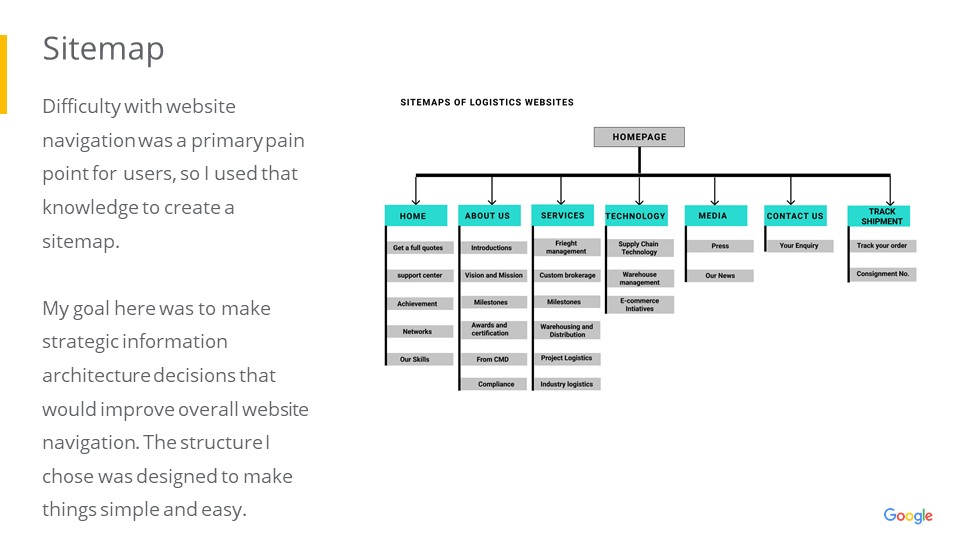 Sitemap
Difficulty with website
navigation was a primary pain
point for users, so I used that
knowledge to create a
sitemap.
My goal here was to make
strategic information
architecture decisions that
would improve overall website
navigation. The structure I
chose was designed to make
things simple and easy.
SITEMAPS OF LOGISTICS WEBSITES
HOMEPAGE
HOME
Get a full quotes
support center
Achievement
Networks
Our Skills
ABOUT US
Introductions
Vision and Mission
Milestones
Awards and
certification
From CMD
Compliance
SERVICES
Frieght
management
Custom brokerage
Milestones
Warehousing and
Distribution
Project Logistics
Industry logistics
TECHNOLOGY
Supply Chain
Technology
Warehouse
management
E-commerce
Intiatives
MEDIA
Press
Our News
CONTACT US
Your Enquiry
TRACK
SHIPMENT
Track your order
Consignment No.
Google